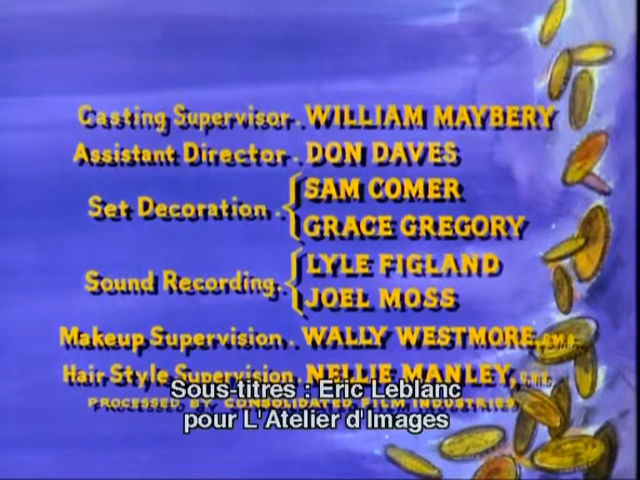 Casting Supervisor . WILLIAM MAYBERY
Assistant Director . DON DAVES
Set Decoration . { SAM COMER
GRACE GREGORY
Sound Recording . { LYLE FIGLAND
JOEL MOSS
Makeup Supervision . WALLY WESTMORE,
Hair Style Supervision . NELLIE MANLEY,
PROCESSED BY CONSOLIDATED FILM INDUSTRIES
Sous-titres : Eric Leblanc
pour L'Atelier d'Images